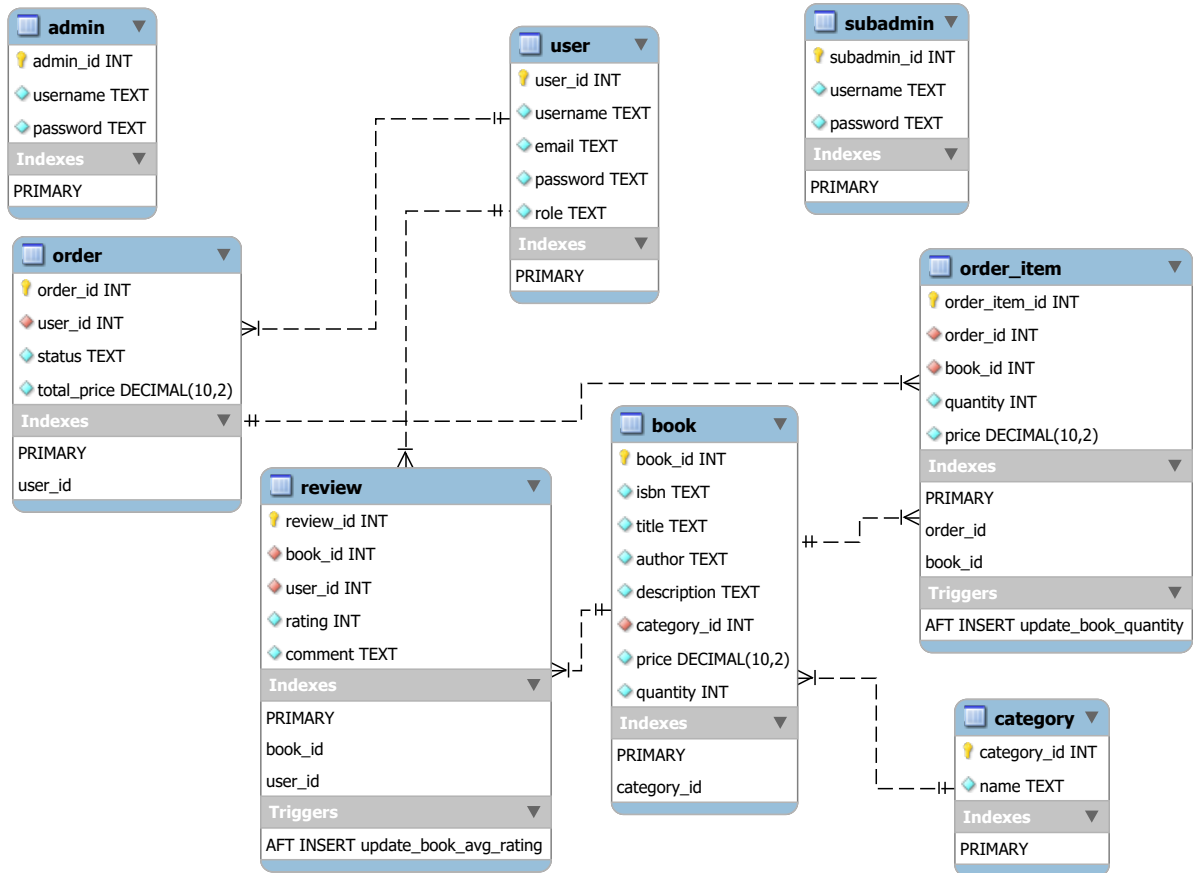 admin
admin_id INT
username TEXT
password TEXT
Indexes
PRIMARY
user
user_id INT
username TEXT
email TEXT
password TEXT
role TEXT
Indexes
PRIMARY
subadmin
subadmin_id INT
username TEXT
password TEXT
Indexes
PRIMARY
order
order_id INT
user_id INT
status TEXT
total_price DECIMAL(10,2)
Indexes
PRIMARY
user_id
order_item
order_item_id INT
order_id INT
book_id INT
quantity INT
price DECIMAL(10,2)
Indexes
PRIMARY
order_id
book_id
Triggers
AFT INSERT update_book_quantity
review
review_id INT
book_id INT
user_id INT
rating INT
comment TEXT
Indexes
PRIMARY
book_id
user_id
Triggers
AFT INSERT update_book_avg_rating
book
book_id INT
isbn TEXT
title TEXT
author TEXT
description TEXT
category_id INT
price DECIMAL(10,2)
quantity INT
Indexes
PRIMARY
category_id
category
category_id INT
name TEXT
Indexes
PRIMARY